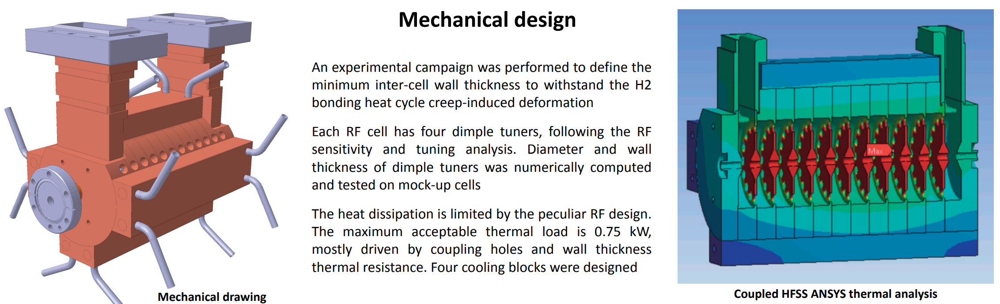 Mechanical design
An experimental campaign was performed to define the
minimum inter-cell wall thickness to withstand the H2
bonding heat cycle creep-induced deformation
Each RF cell has four dimple tuners, following the RF
sensitivity and tuning analysis. Diameter and wall
thickness of dimple tuners was numerically computed
and tested on mock-up cells
The heat dissipation is limited by the peculiar RF design.
The maximum acceptable thermal load is 0.75 kW,
mostly driven by coupling holes and wall thickness
thermal resistance. Four cooling blocks were designed
Mechanical drawing
Max
Coupled HFSS ANSYS thermal analysis